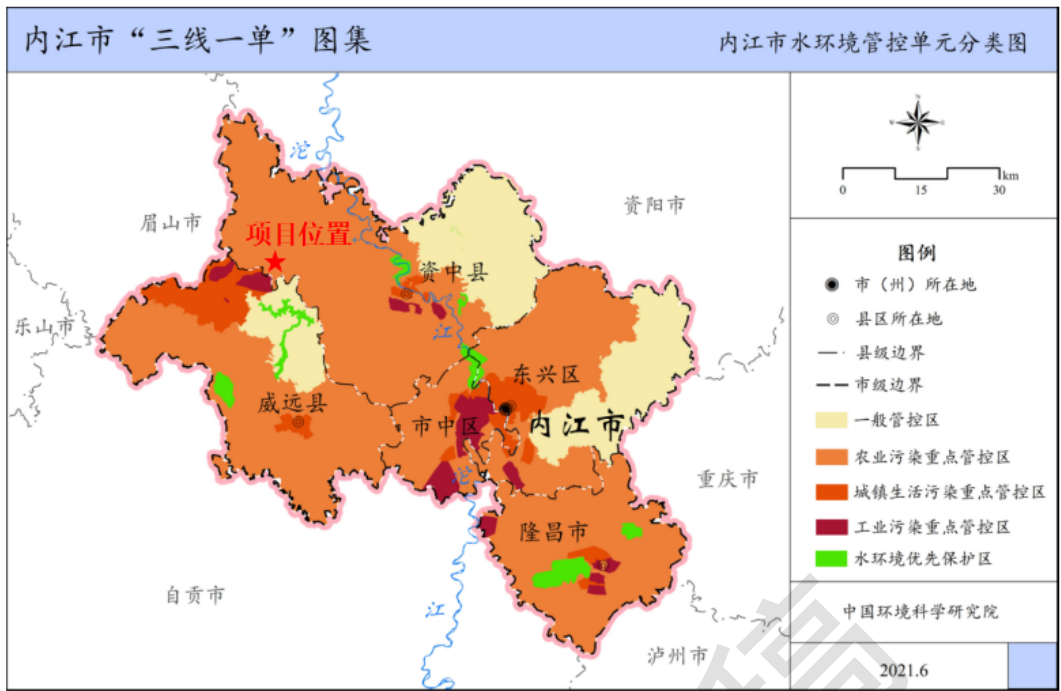 内江市“三线一单”图集
内江市水环境管控单元分类图
N
W E
S
km
0 15 30
沱
资阳市
眉山市
项目位置
资中县
乐山市
江
东兴区
威远县
市中区
内江市
沱
重庆市
隆昌市
自贡市
江
泸州市
图例
市（州）所在地
县区所在地
县级边界
市级边界
一般管控区
农业污染重点管控区
城镇生活污染重点管控区
工业污染重点管控区
水环境优先保护区
中国环境科学研究院
2021.6